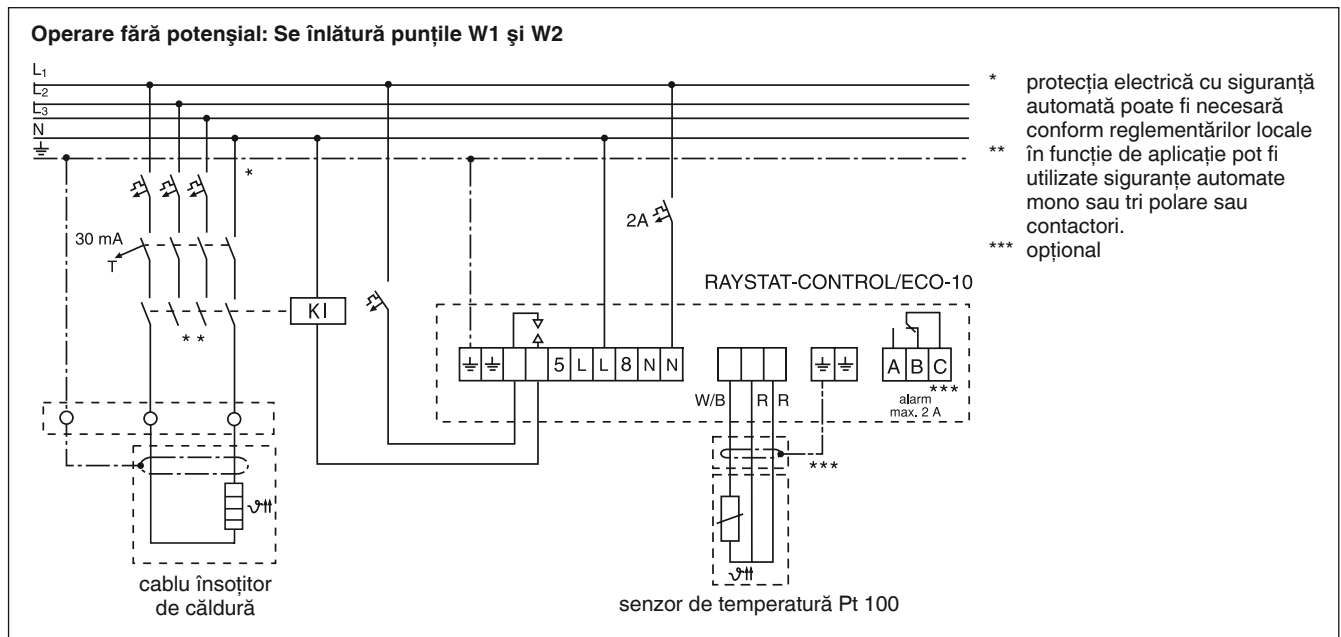 Operare fără potenşial: Se înlătură punțile W1 şi W2
L1
L2
L3
N
*
30 mA
T
* *
KI
2A
RAYSTAT-CONTROL/ECO-10
5 L L 8 N N
A B C
***
alarm
max. 2 A
W/B R R
***
cablu însoțitor
de căldură
senzor de temperatură Pt 100
* protecția electrică cu siguranță
automată poate fi necesară
conform reglementărilor locale
** în funcție de aplicație pot fi
utilizate siguranțe automate
mono sau tri polare sau
contactori.
*** opțional